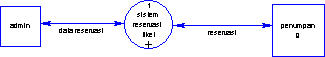 1
sistem
reservasi
tiket
+
admin
data reservasi
reservasi
penumpan
g